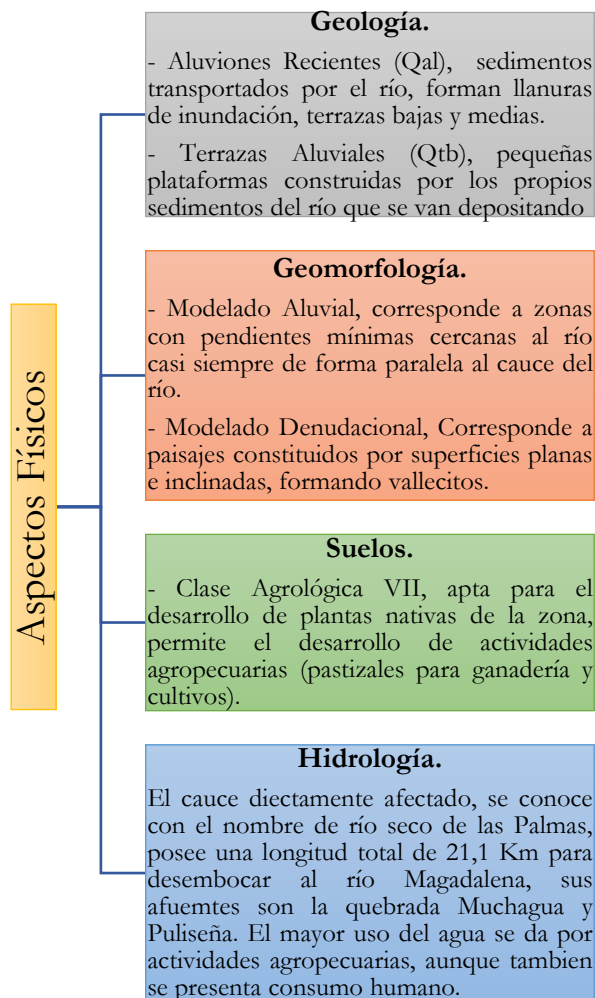 Aspectos Físicos
Geología.
- Aluviones Recientes (Qal), sedimentos
transportados por el río, forman llanuras
de inundación, terrazas bajas y medias.
- Terrazas Aluviales (Qtb), pequeñas
plataformas construidas por los propios
sedimentos del río que se van depositando
Geomorfología.
- Modelado Aluvial, corresponde a zonas
con pendientes mínimas cercanas al río
casi siempre de forma paralela al cauce del
río.
- Modelado Denudacional, Corresponde a
paisajes constituidos por superficies planas
e inclinadas, formando vallecitos.
Suelos.
- Clase Agrológica VII, apta para el
desarrollo de plantas nativas de la zona,
permite el desarrollo de actividades
agropecuarias (pastizales para ganadería y
cultivos).
Hidrología.
El cauce diectamente afectado, se conoce
con el nombre de río seco de las Palmas,
posee una longitud total de 21,1 Km para
desembocar al río Magadalena, sus
afuemtes son la quebrada Muchagua y
Puliseña. El mayor uso del agua se da por
actividades agropecuarias, aunque tambien
se presenta consumo humano.